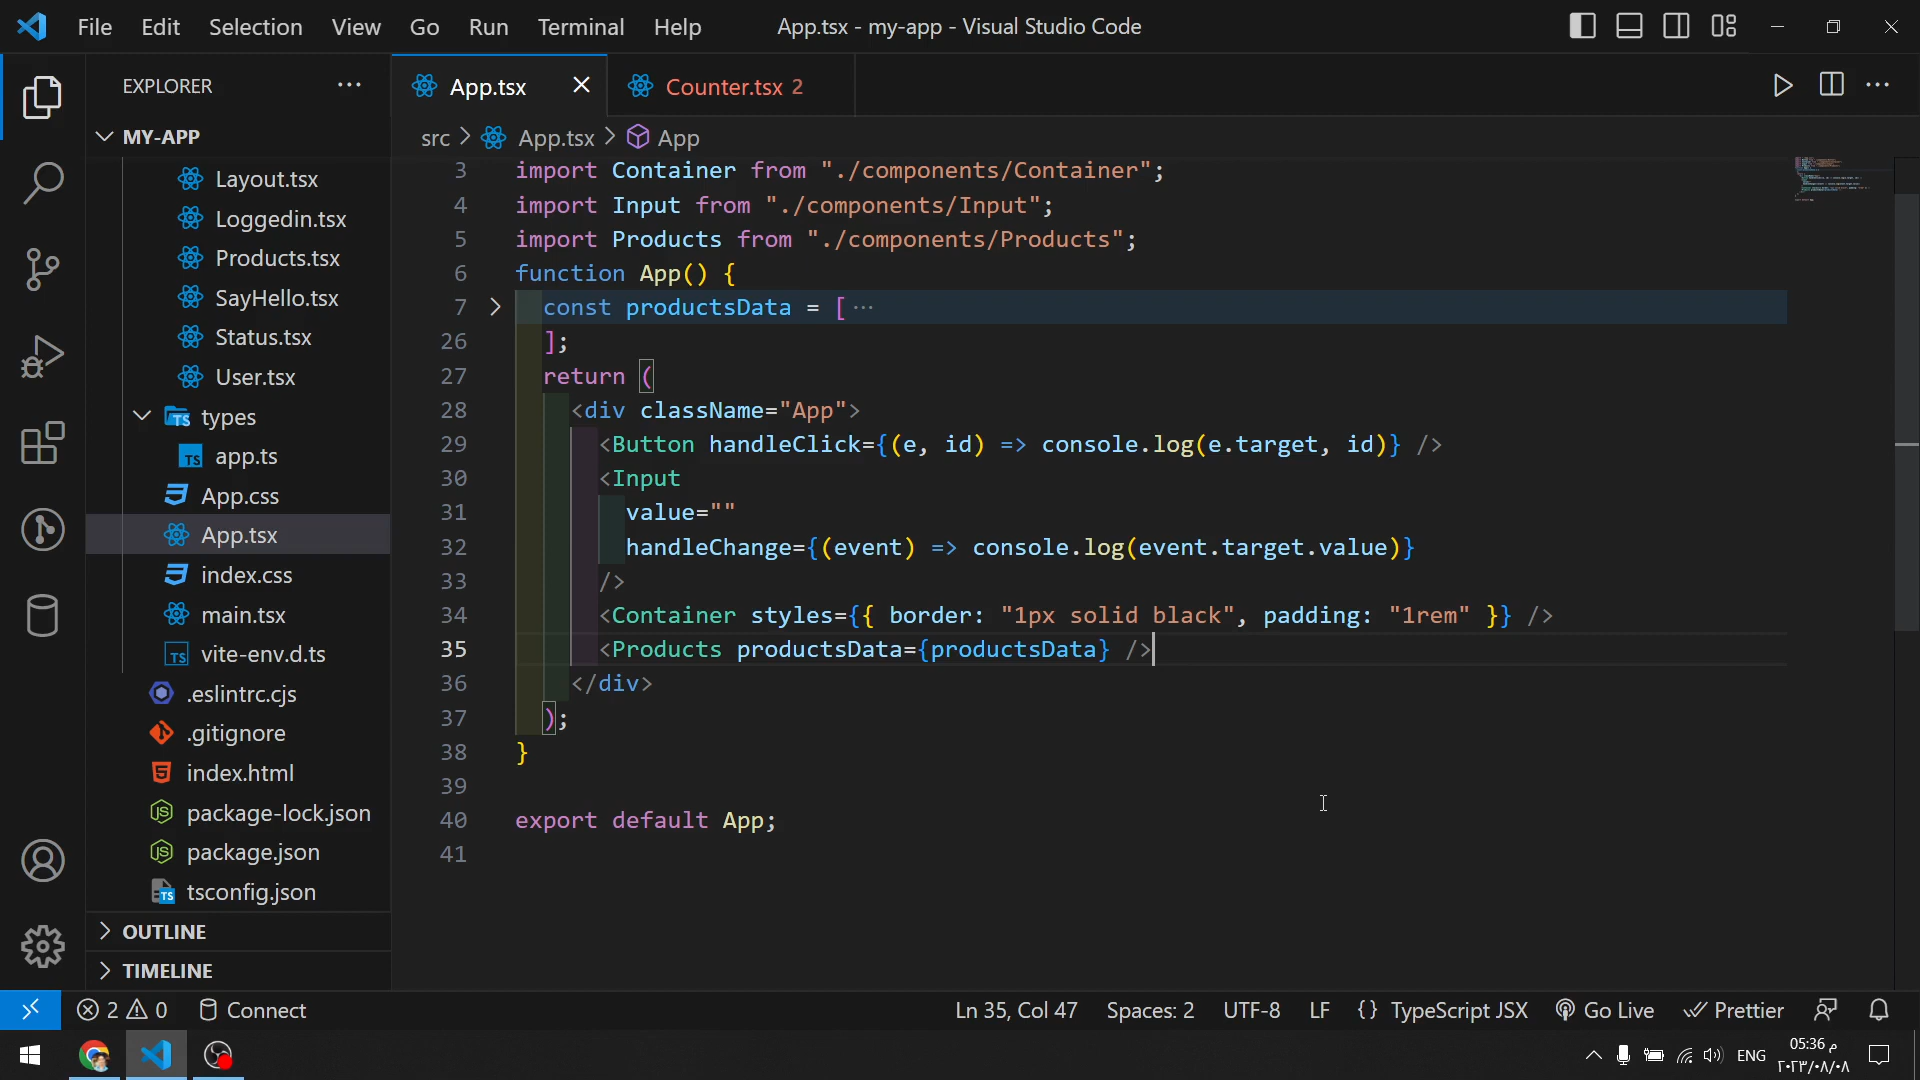 File Edit Selection View Go Run Terminal Help
App.tsx - my-app - Visual Studio Code
EXPLORER
MY-APP
Layout.tsx
Loggedin.tsx
Products.tsx
SayHello.tsx
Status.tsx
User.tsx
types
app.ts
App.css
App.tsx
index.css
main.tsx
vite-env.d.ts
.eslintrc.cjs
.gitignore
index.html
package-lock.json
package.json
tsconfig.json
OUTLINE
TIMELINE
App.tsx
Counter.tsx 2
src > App.tsx > App
3 import Container from "./components/Container";
4 import Input from "./components/Input";
5 import Products from "./components/Products";
6 function App() {
7 const productsData = [ ···
26 ];
27 return (
28 <div className="App">
29 <Button handleClick={(e, id) => console.log(e.target, id)} />
30 <Input
31 value=""
32 handleChange={(event) => console.log(event.target.value)}
33 />
34 <Container styles={{ border: "1px solid black", padding: "1rem" }} />
35 <Products productsData={productsData} />
36 </div>
37 );
38 }
39
40 export default App;
41
2 0 Connect
Ln 35, Col 47 Spaces: 2 UTF-8 LF {} TypeScript JSX Go Live Prettier
ENG
05:36 م
٢٠٢٣/٠٨/٠٨